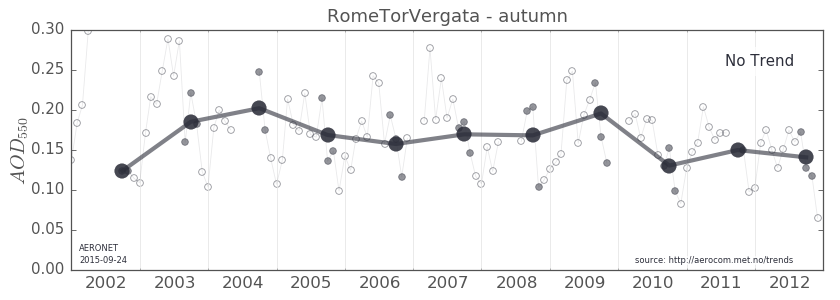 RomeTorVergata - autumn
No Trend
0.30
0.25
0.20
0.15
0.10
0.05
0.00
AOD550
AERONET
2015-09-24
source: http://aerocom.met.no/trends
2002 2003 2004 2005 2006 2007 2008 2009 2010 2011 2012